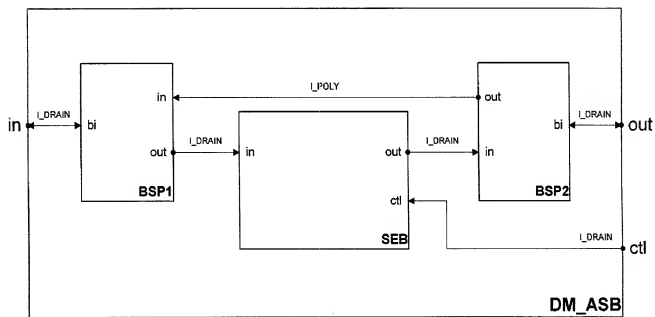 I_POLY
in
out
I_DRAIN
I_DRAIN
in
bi
bi
out
I_DRAIN
I_DRAIN
out
in
out
in
BSP1
BSP2
ctl
SEB
I_DRAIN
ctl
DM_ASB